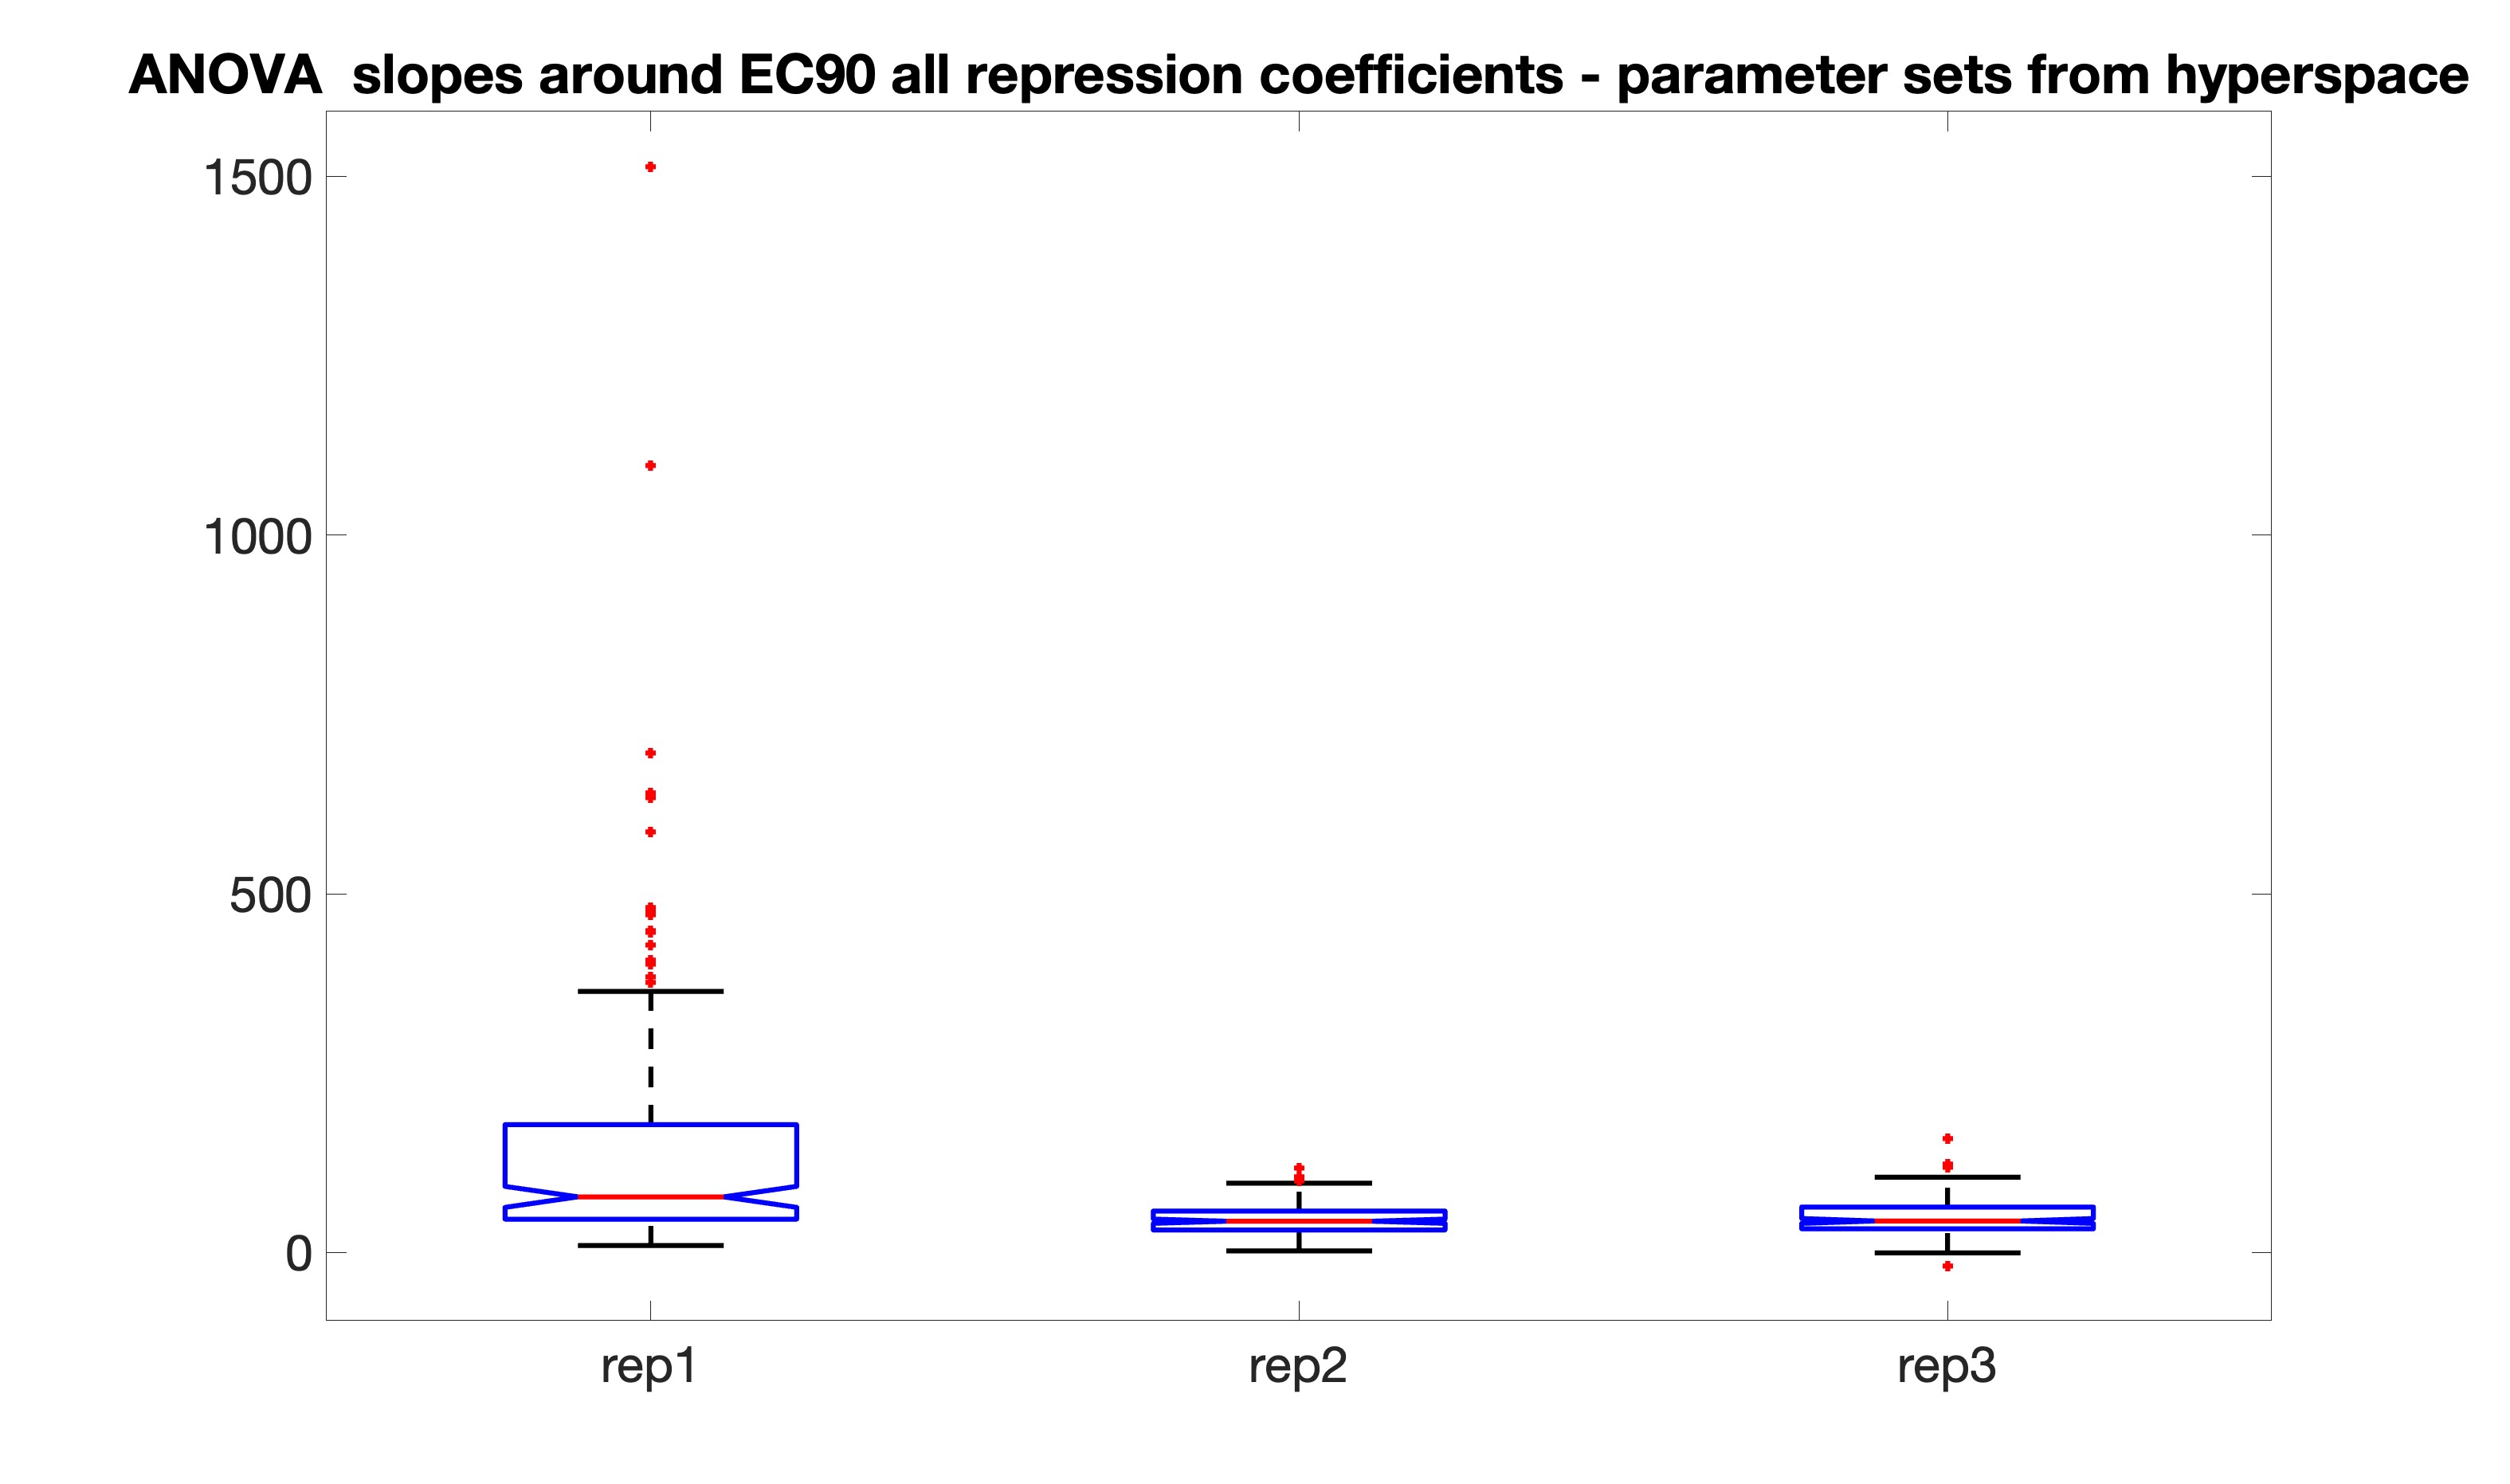 ANOVA slopes around EC90 all repression coefficients - parameter sets from hyperspace
1500
1000
500
0
rep1 rep2 rep3